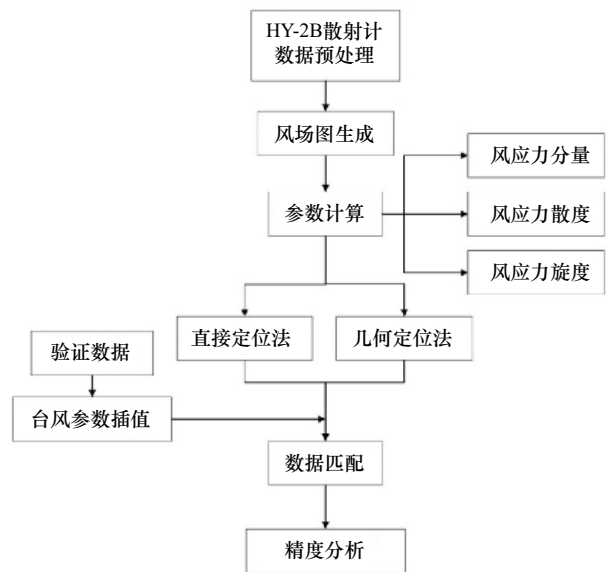 HY-2B散射计
数据预处理
风场图生成
参数计算
风应力分量
风应力散度
风应力旋度
直接定位法
几何定位法
验证数据
台风参数插值
数据匹配
精度分析